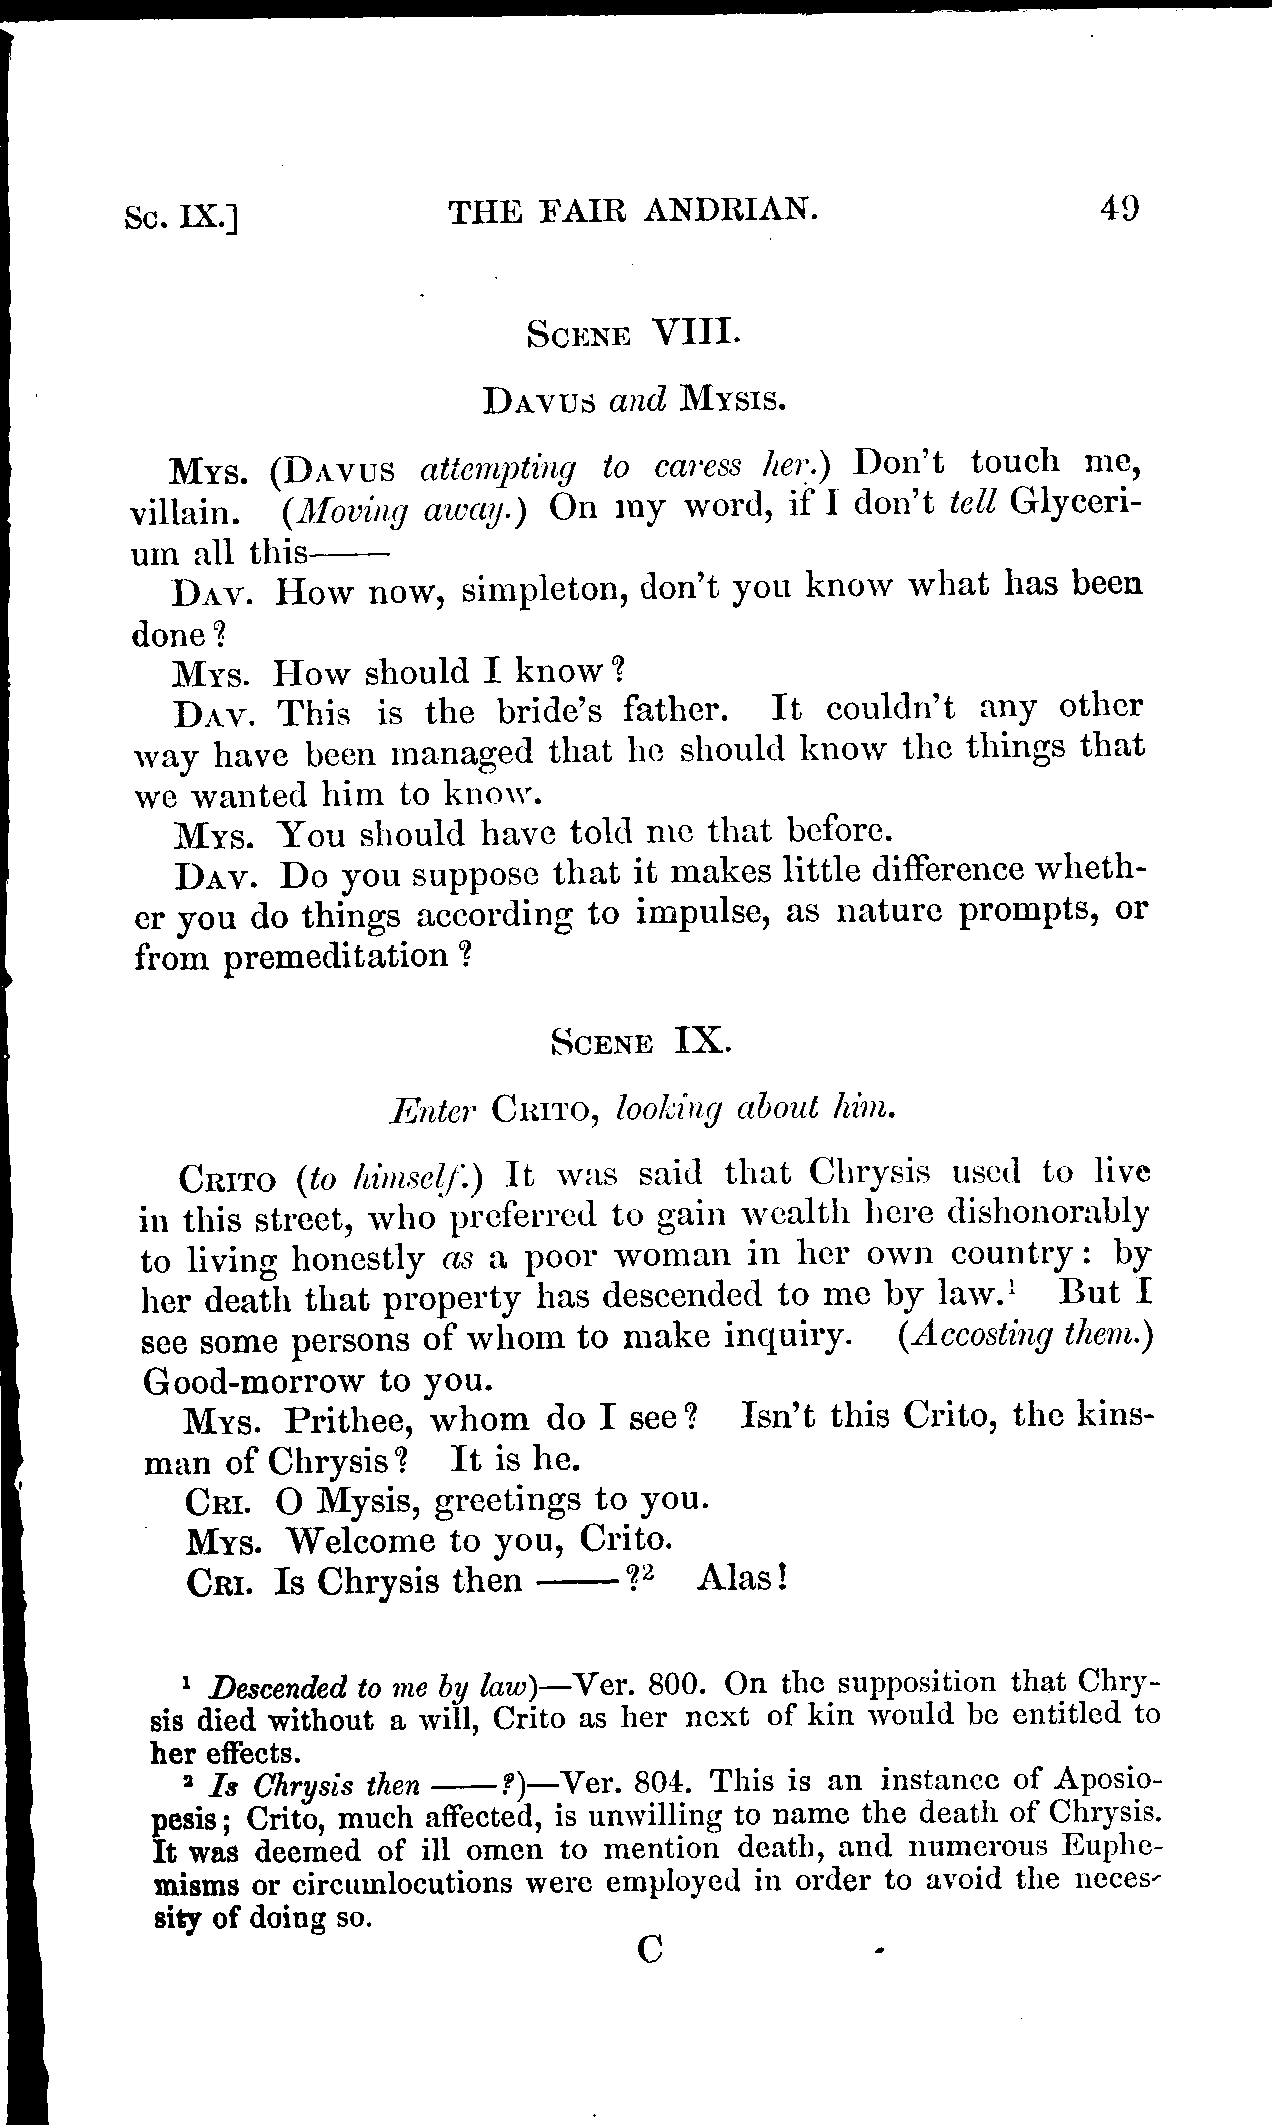 Sc. IX.] THE FAIR ANDRIAN. 49
Scene VIII.
Davus and Mysis.
Mys. (Davus attempting to caress her.) Don't touch me,
villain. (Moving away.) On my word, if I don't tell Glyceri-
um all this——
Dav. How now, simpleton, don't you know what has been
done?
Mys. How should I know?
Dav. This is the bride's father. It couldn't any other
way have been managed that he should know the things that
we wanted him to know.
Mys. You should have told me that before.
Dav. Do you suppose that it makes little difference wheth-
er you do things according to impulse, as nature prompts, or
from premeditation?
Scene IX.
Enter Crito, looking about him.
Crito (to himself.) It was said that Chrysis used to live
in this street, who preferred to gain wealth here dishonorably
to living honestly as a poor woman in her own country: by
her death that property has descended to me by law.¹ But I
see some persons of whom to make inquiry. (Accosting them.)
Good-morrow to you.
Mys. Prithee, whom do I see? Isn't this Crito, the kins-
man of Chrysis? It is he.
Cri. O Mysis, greetings to you.
Mys. Welcome to you, Crito.
Cri. Is Chrysis then ——?² Alas!
¹ Descended to me by law)—Ver. 800. On the supposition that Chry-
sis died without a will, Crito as her next of kin would be entitled to
her effects.
² Is Chrysis then ——?)—Ver. 804. This is an instance of Aposio-
pesis; Crito, much affected, is unwilling to name the death of Chrysis.
It was deemed of ill omen to mention death, and numerous Euphe-
misms or circumlocutions were employed in order to avoid the neces-
sity of doing so.
C